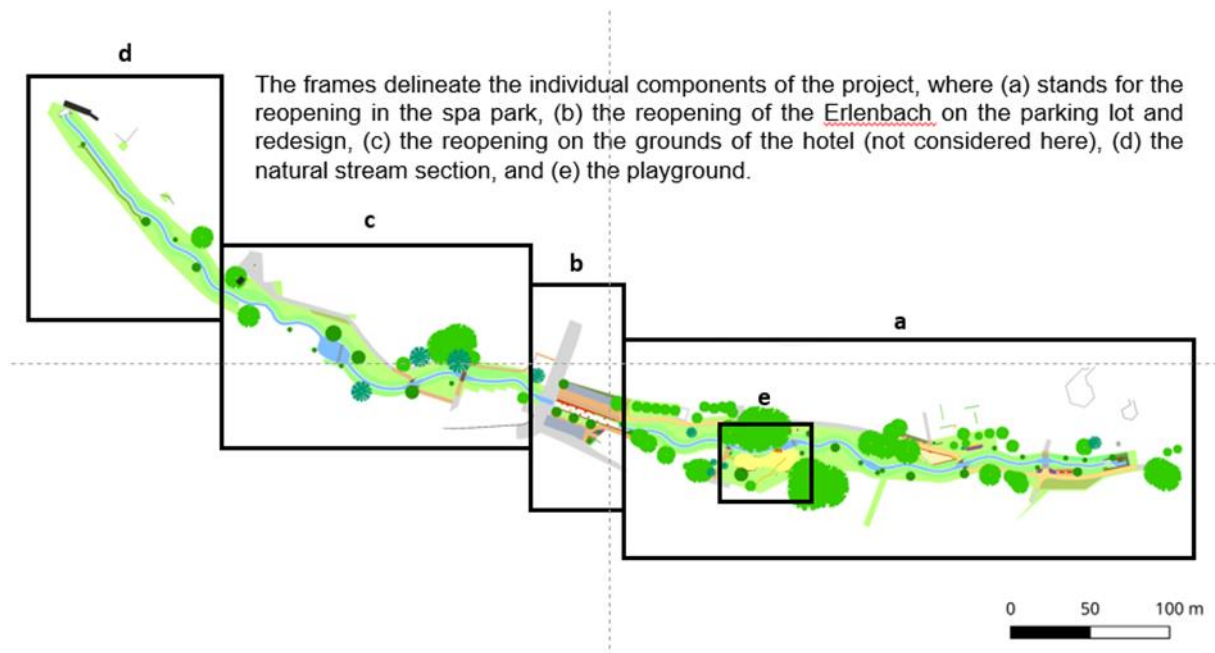 d
The frames delineate the individual components of the project, where (a) stands for the
reopening in the spa park, (b) the reopening of the Erlenbach on the parking lot and
redesign, (c) the reopening on the grounds of the hotel (not considered here), (d) the
natural stream section, and (e) the playground.
c
b
a
e
0 50 100 m